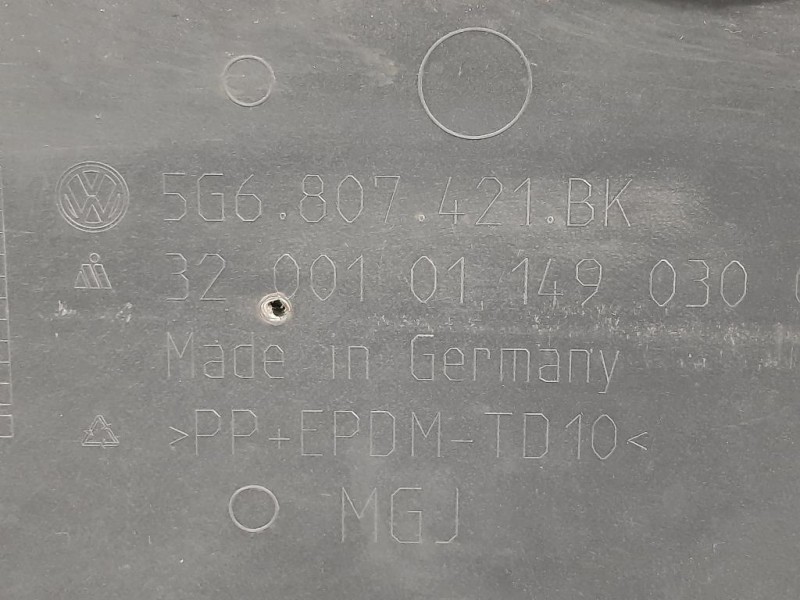 5G6.807.421.BK
32 001 01 149 030
Made in Germany
>PP+EPDM-TD10<
MGJ